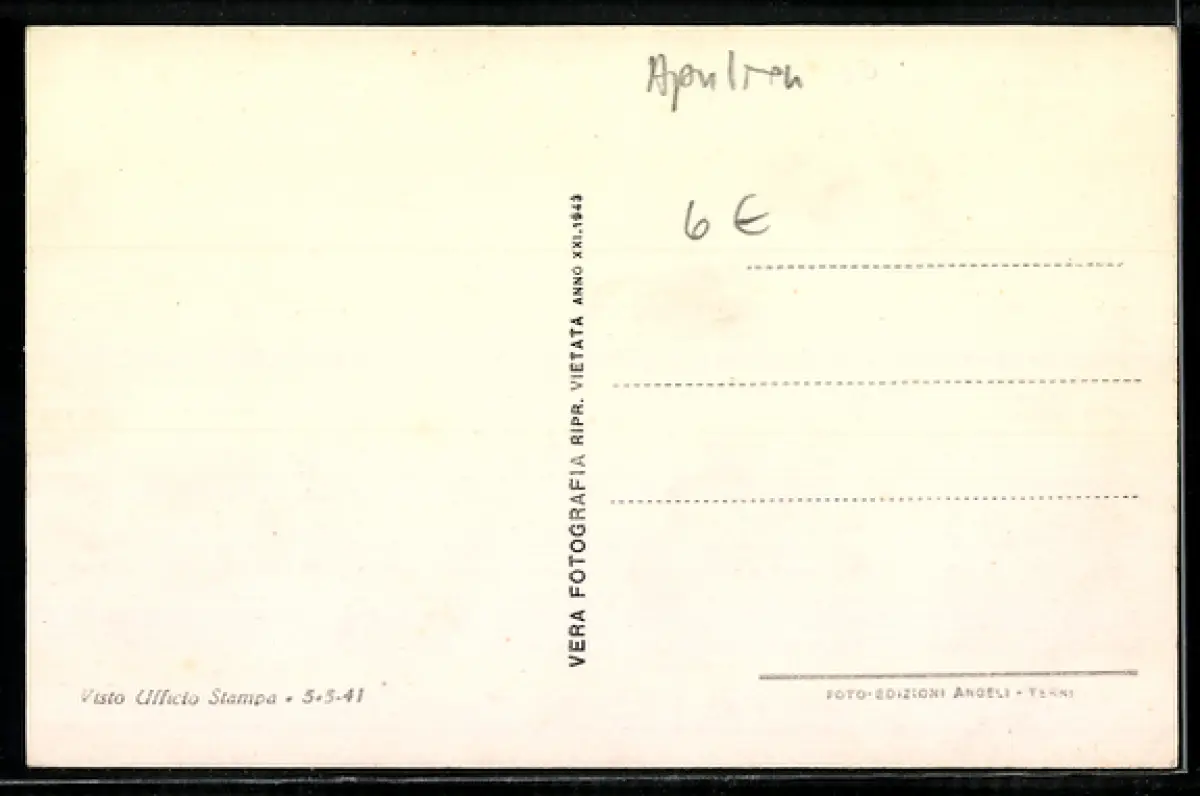 Apulien
6 €
VERA FOTOGRAFIA RIPR. VIETATA ANNO XXI.1943
Visto Ufficio Stampa • 5-5-41
FOTO-EDIZIONI ANGELI - TERNI